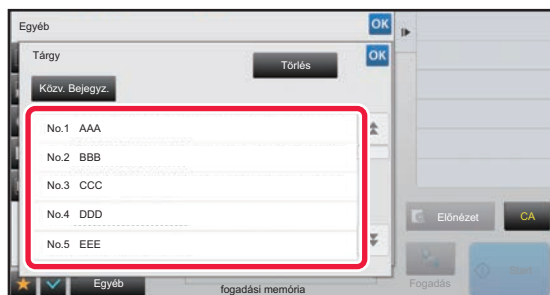 Egyéb
OK
Tárgy
Törlés
OK
Közv. Bejegyz.
No.1 AAA
No.2 BBB
No.3 CCC
No.4 DDD
No.5 EEE
Előnézet
CA
Egyéb
fogadási memória
Fogadás
Start